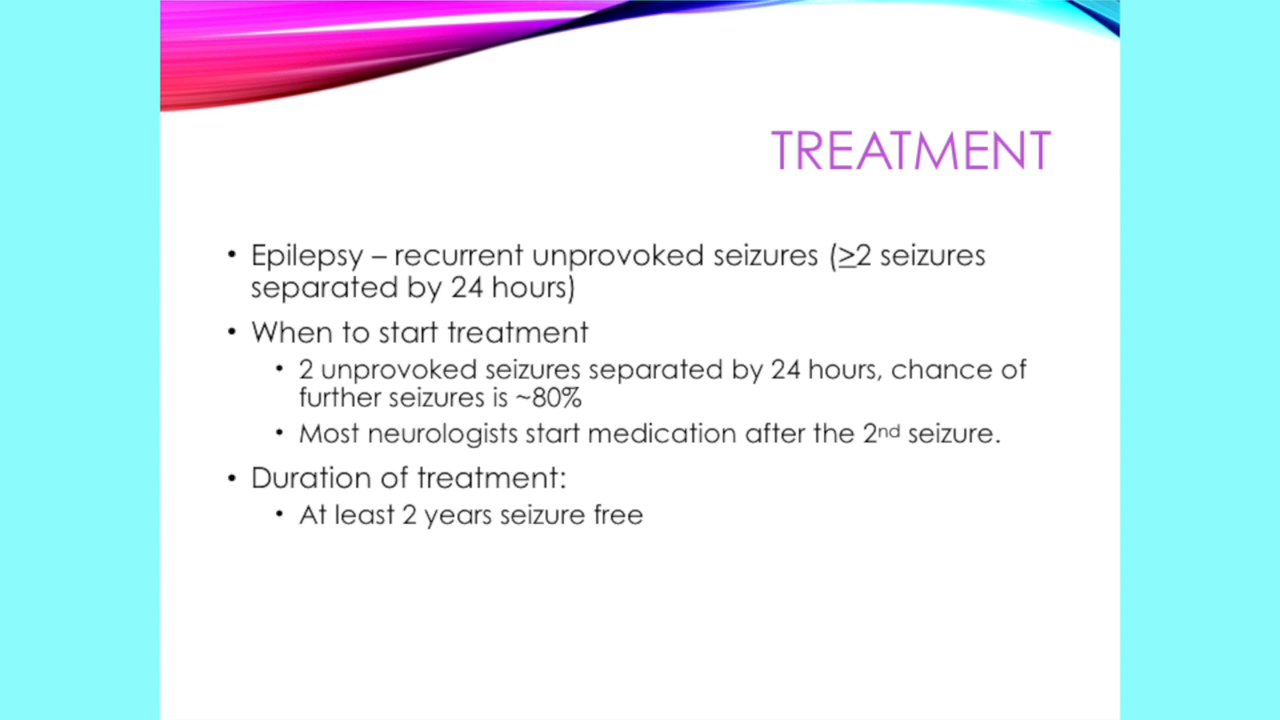 TREATMENT
• Epilepsy – recurrent unprovoked seizures (≥2 seizures
separated by 24 hours)
• When to start treatment
• 2 unprovoked seizures separated by 24 hours, chance of
further seizures is ~80%
• Most neurologists start medication after the 2nd seizure.
• Duration of treatment:
• At least 2 years seizure free